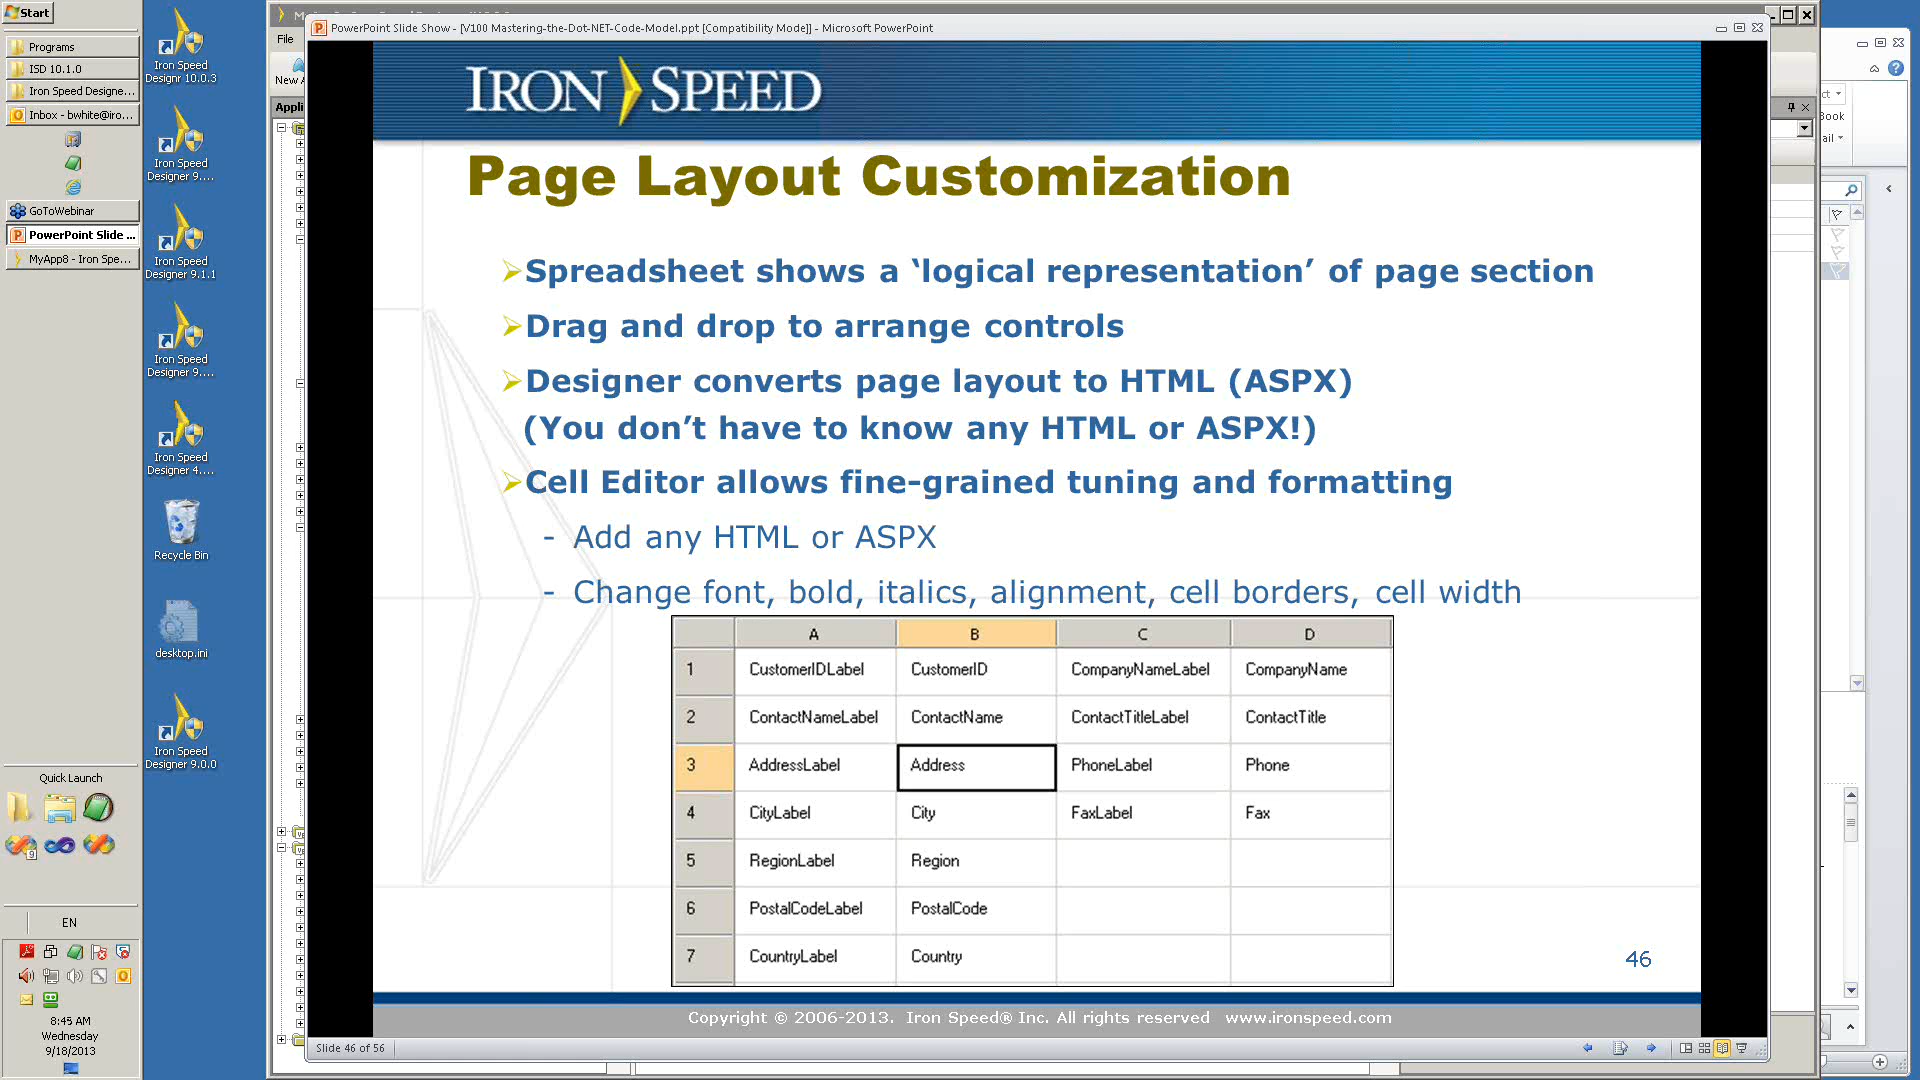 Start
Programs
ISD 10.1.0
Iron Speed Designe...
Inbox - bwhite@iro...
GoToWebinar
PowerPoint Slide ...
MyApp8 - Iron Spe...
Quick Launch
EN
8:45 AM
Wednesday
9/18/2013
Iron Speed
Designr 10.0.3
Iron Speed
Designer 9....
Iron Speed
Designer 9.1.1
Iron Speed
Designer 9....
Iron Speed
Designer 4....
Recycle Bin
desktop.ini
Iron Speed
Designer 9.0.0
File
New
Appli
PowerPoint Slide Show - [V100 Mastering-the-Dot-NET-Code-Model.ppt [Compatibility Mode]] - Microsoft PowerPoint
IRON SPEED
Page Layout Customization
Spreadsheet shows a ‘logical representation’ of page section
Drag and drop to arrange controls
Designer converts page layout to HTML (ASPX)
(You don’t have to know any HTML or ASPX!)
Cell Editor allows fine-grained tuning and formatting
- Add any HTML or ASPX
- Change font, bold, italics, alignment, cell borders, cell width
A B C D
1 CustomerIDLabel CustomerID CompanyNameLabel CompanyName
2 ContactNameLabel ContactName ContactTitleLabel ContactTitle
3 AddressLabel Address PhoneLabel Phone
4 CityLabel City FaxLabel Fax
5 RegionLabel Region
6 PostalCodeLabel PostalCode
7 CountryLabel Country
46
Copyright © 2006-2013. Iron Speed® Inc. All rights reserved www.ironspeed.com
Slide 46 of 56
ct
Book
ail